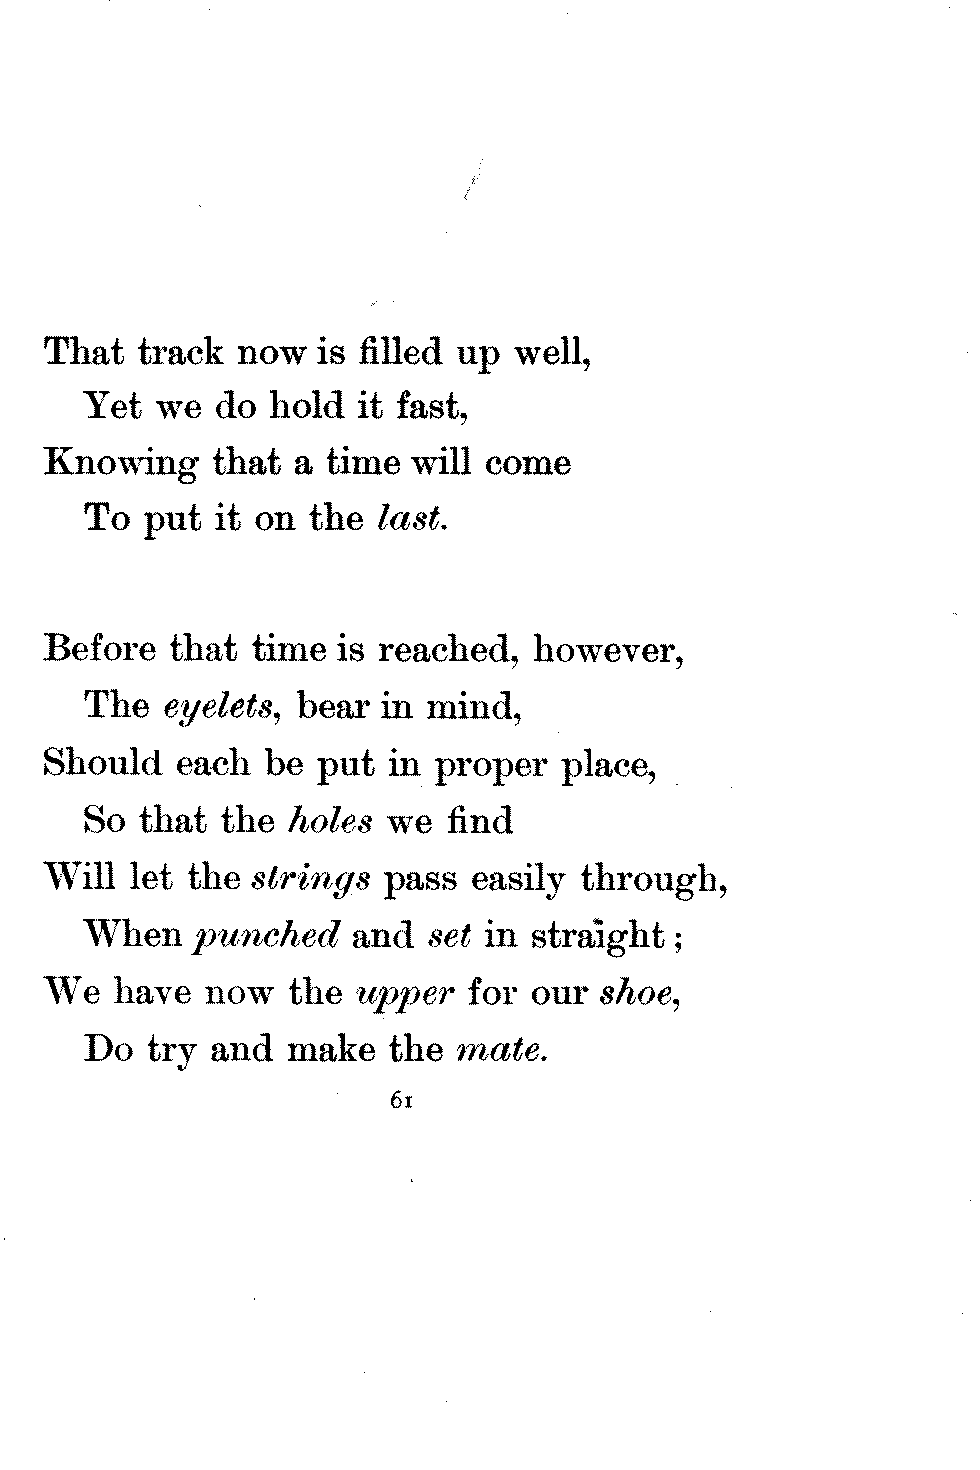 That track now is filled up well,
Yet we do hold it fast,
Knowing that a time will come
To put it on the last.
Before that time is reached, however,
The eyelets, bear in mind,
Should each be put in proper place,
So that the holes we find
Will let the strings pass easily through,
When punched and set in straight ;
We have now the upper for our shoe,
Do try and make the mate.
61